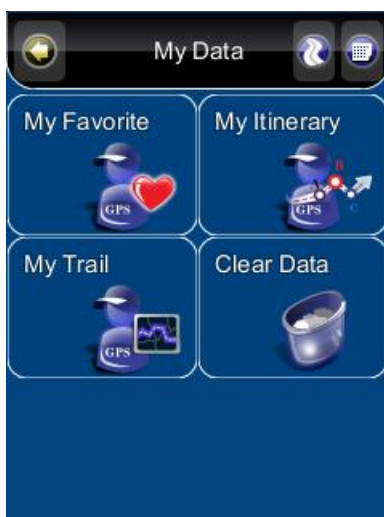 My Data
My Favorite
My Itinerary
GPS
B
A
GPS
C
My Trail
Clear Data
GPS